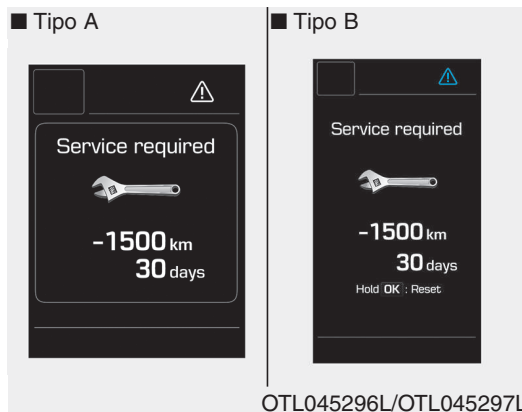 ■ Tipo A
Service required
-1500 km
30 days
■ Tipo B
Service required
-1500 km
30 days
Hold OK : Reset
OTL045296L/OTL045297L